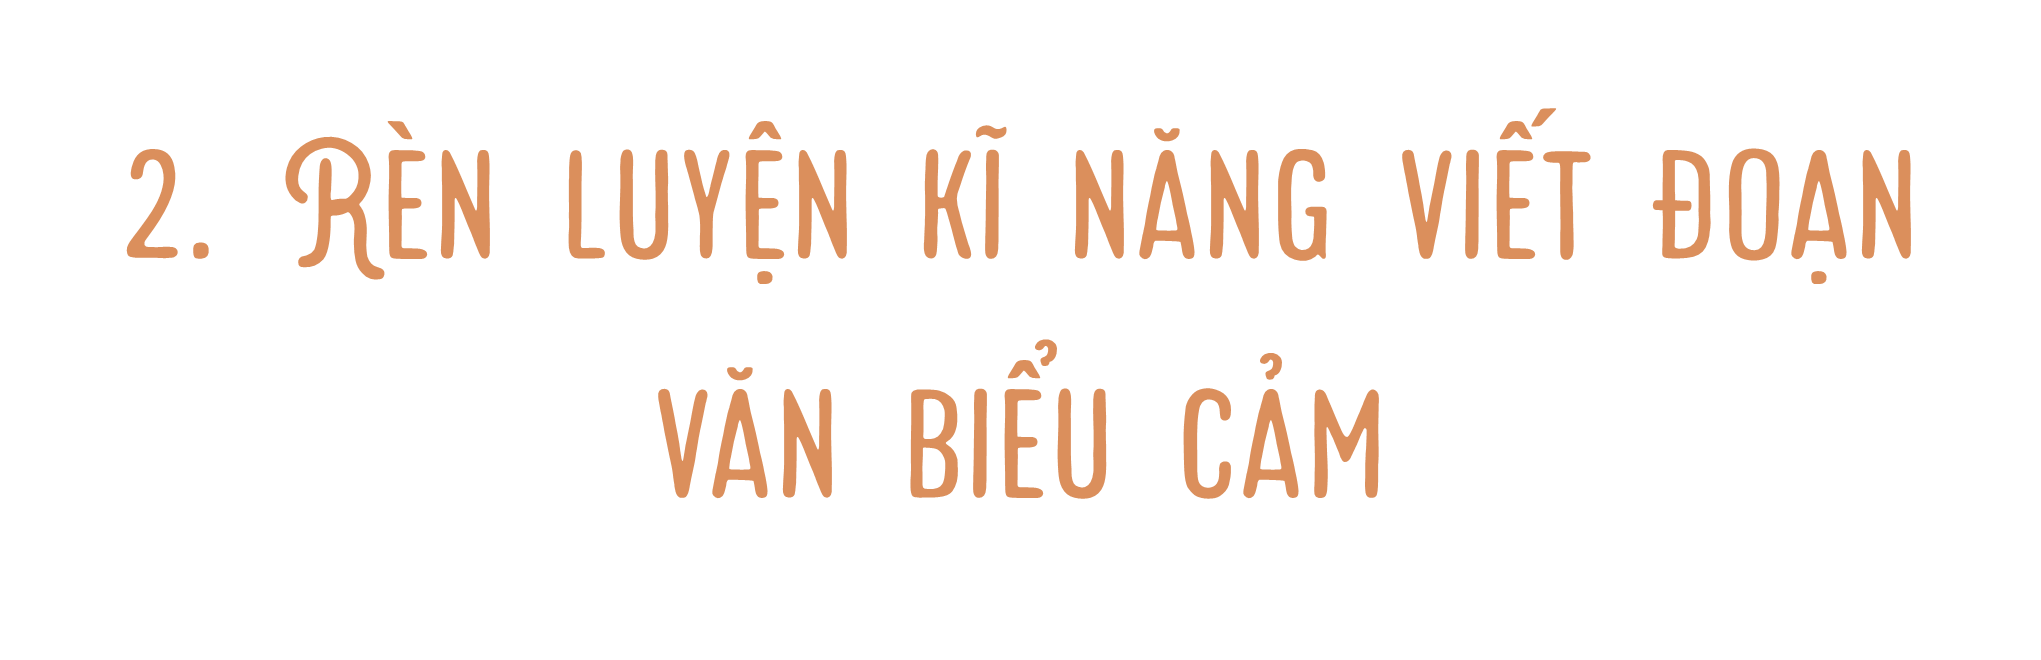 2. Rèn luyện kĩ năng viết đoạn
văn biểu cảm